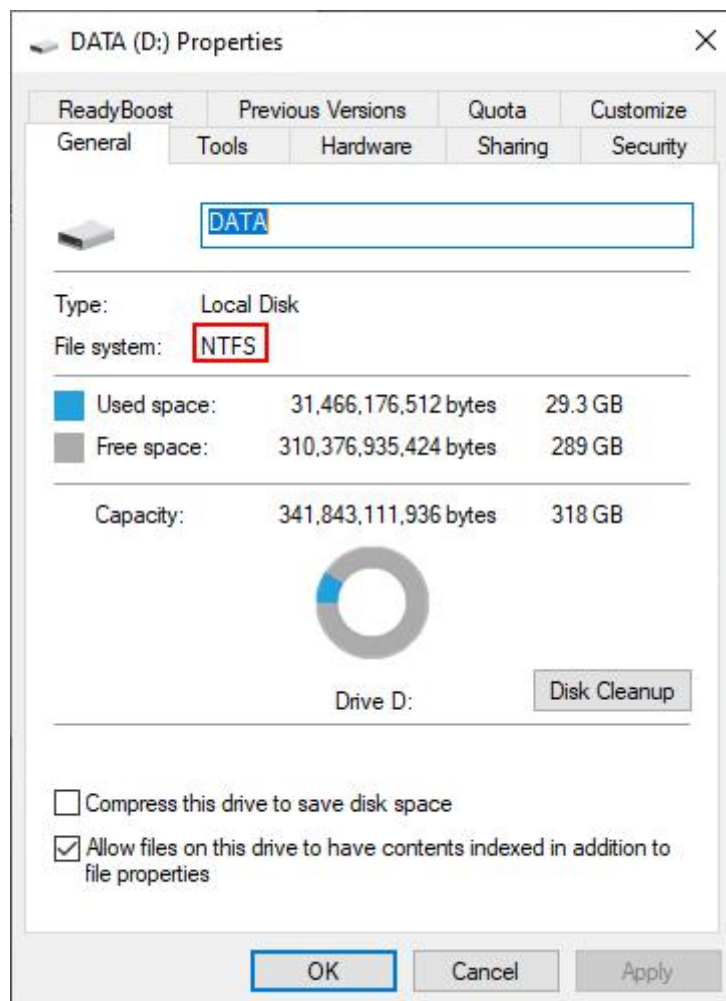 DATA (D:) Properties
ReadyBoost Previous Versions Quota Customize
General Tools Hardware Sharing Security
DATA
Type: Local Disk
File system: NTFS
Used space: 31,466,176,512 bytes 29.3 GB
Free space: 310,376,935,424 bytes 289 GB
Capacity: 341,843,111,936 bytes 318 GB
Drive D: Disk Cleanup
Compress this drive to save disk space
Allow files on this drive to have contents indexed in addition to
file properties
OK Cancel Apply